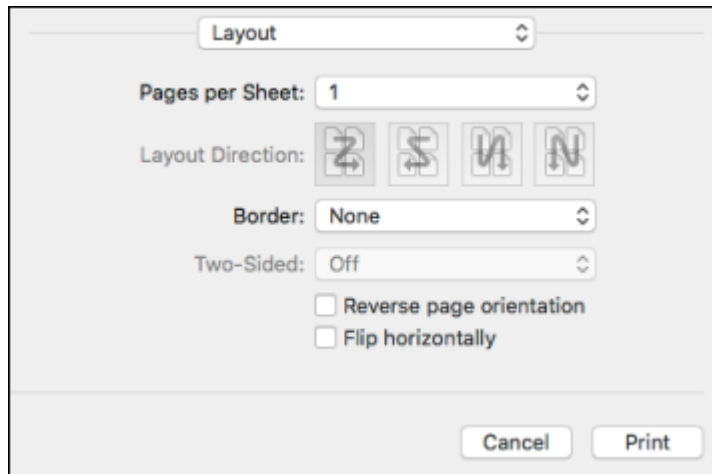 Layout
Pages per Sheet: 1
Layout Direction:
Border: None
Two-Sided: Off
Reverse page orientation
Flip horizontally
Cancel Print